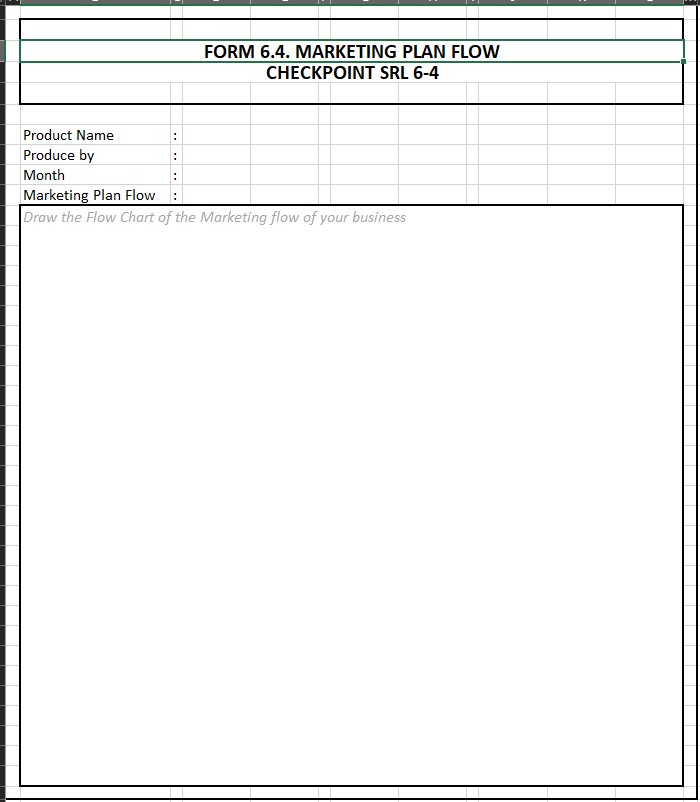 FORM 6.4. MARKETING PLAN FLOW
CHECKPOINT SRL 6-4
Product Name :
Produce by :
Month :
Marketing Plan Flow :
Draw the Flow Chart of the Marketing flow of your business